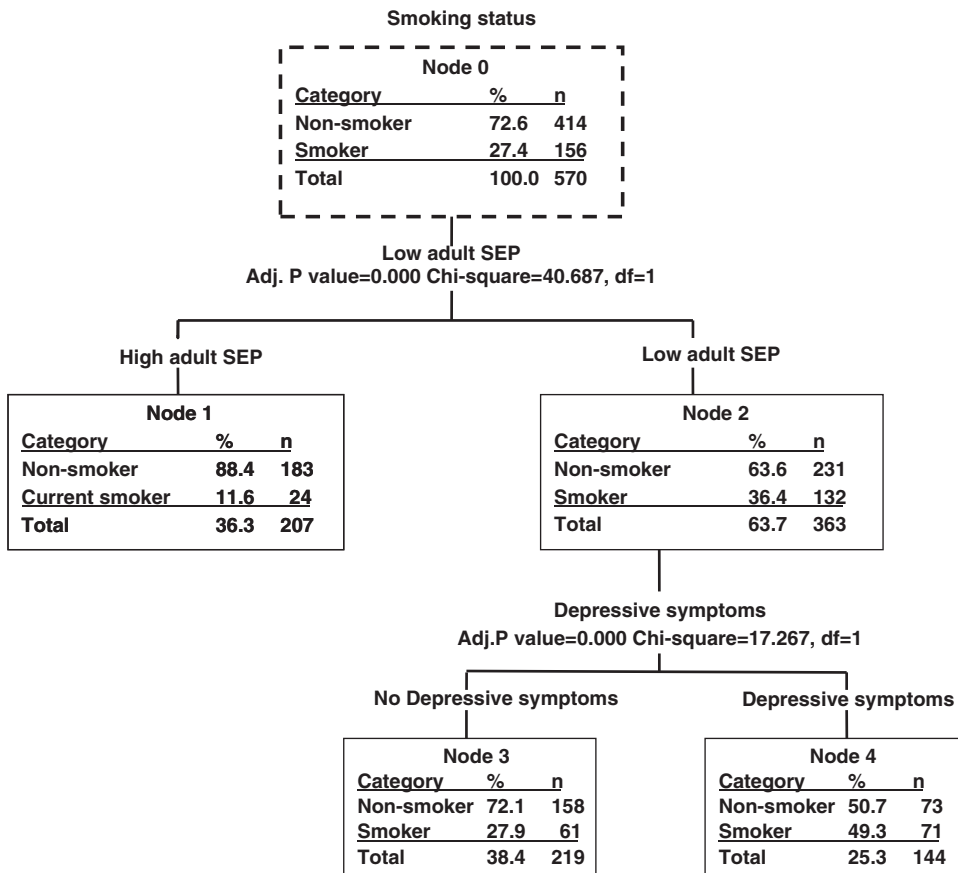 Smoking status
Node 0
Category % n
Non-smoker 72.6 414
Smoker 27.4 156
Total 100.0 570
Low adult SEP
Adj. P value=0.000 Chi-square=40.687, df=1
High adult SEP
Low adult SEP
Node 1
Category % n
Non-smoker 88.4 183
Current smoker 11.6 24
Total 36.3 207
Node 2
Category % n
Non-smoker 63.6 231
Smoker 36.4 132
Total 63.7 363
Depressive symptoms
Adj.P value=0.000 Chi-square=17.267, df=1
No Depressive symptoms
Depressive symptoms
Node 3
Category % n
Non-smoker 72.1 158
Smoker 27.9 61
Total 38.4 219
Node 4
Category % n
Non-smoker 50.7 73
Smoker 49.3 71
Total 25.3 144